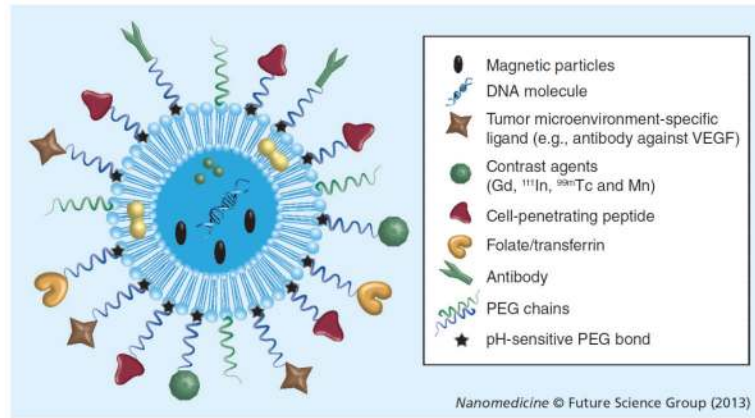 Magnetic particles
DNA molecule
Tumor microenvironment-specific
ligand (e.g., antibody against VEGF)
Contrast agents
(Gd, ¹¹¹In, ⁹⁹ᵐTc and Mn)
Cell-penetrating peptide
Folate/transferrin
Antibody
PEG chains
pH-sensitive PEG bond
Nanomedicine © Future Science Group (2013)